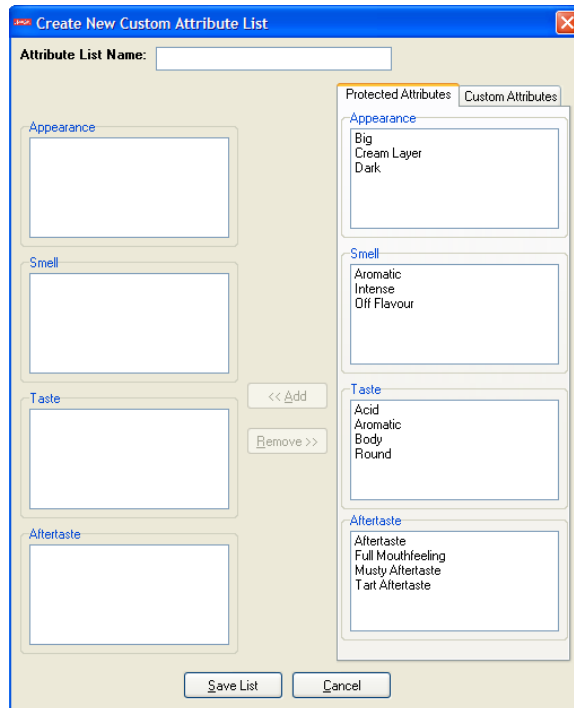 Create New Custom Attribute List
Attribute List Name:
Protected Attributes Custom Attributes
Appearance
Smell
Taste
Aftertaste
<< Add
Remove >>
Appearance
Big
Cream Layer
Dark
Smell
Aromatic
Intense
Off Flavour
Taste
Acid
Aromatic
Body
Round
Aftertaste
Aftertaste
Full Mouthfeeling
Musty Aftertaste
Tart Aftertaste
Save List Cancel